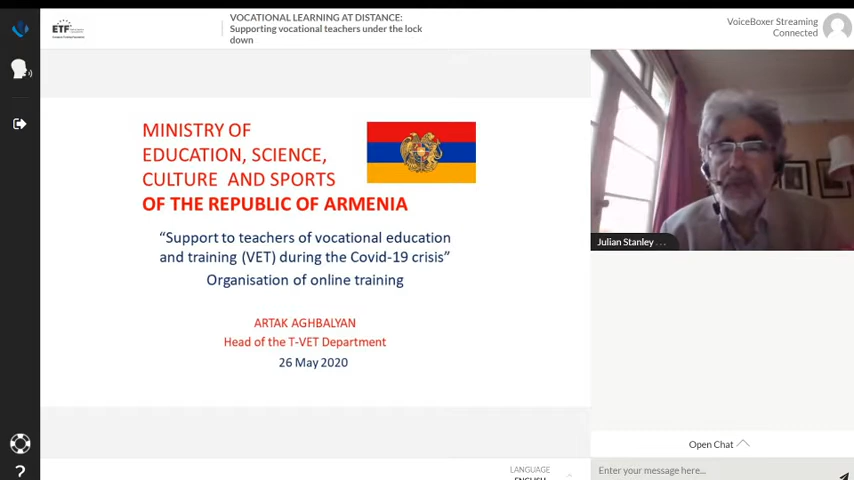 ETF
VOCATIONAL LEARNING AT DISTANCE:
Supporting vocational teachers under the lock
down
VoiceBoxer Streaming
Connected
MINISTRY OF
EDUCATION, SCIENCE,
CULTURE AND SPORTS
OF THE REPUBLIC OF ARMENIA
“Support to teachers of vocational education
and training (VET) during the Covid-19 crisis”
Organisation of online training
ARTAK AGHBALYAN
Head of the T-VET Department
26 May 2020
Julian Stanley ...
Open Chat
LANGUAGE
ENGLISH
Enter your message here...
?